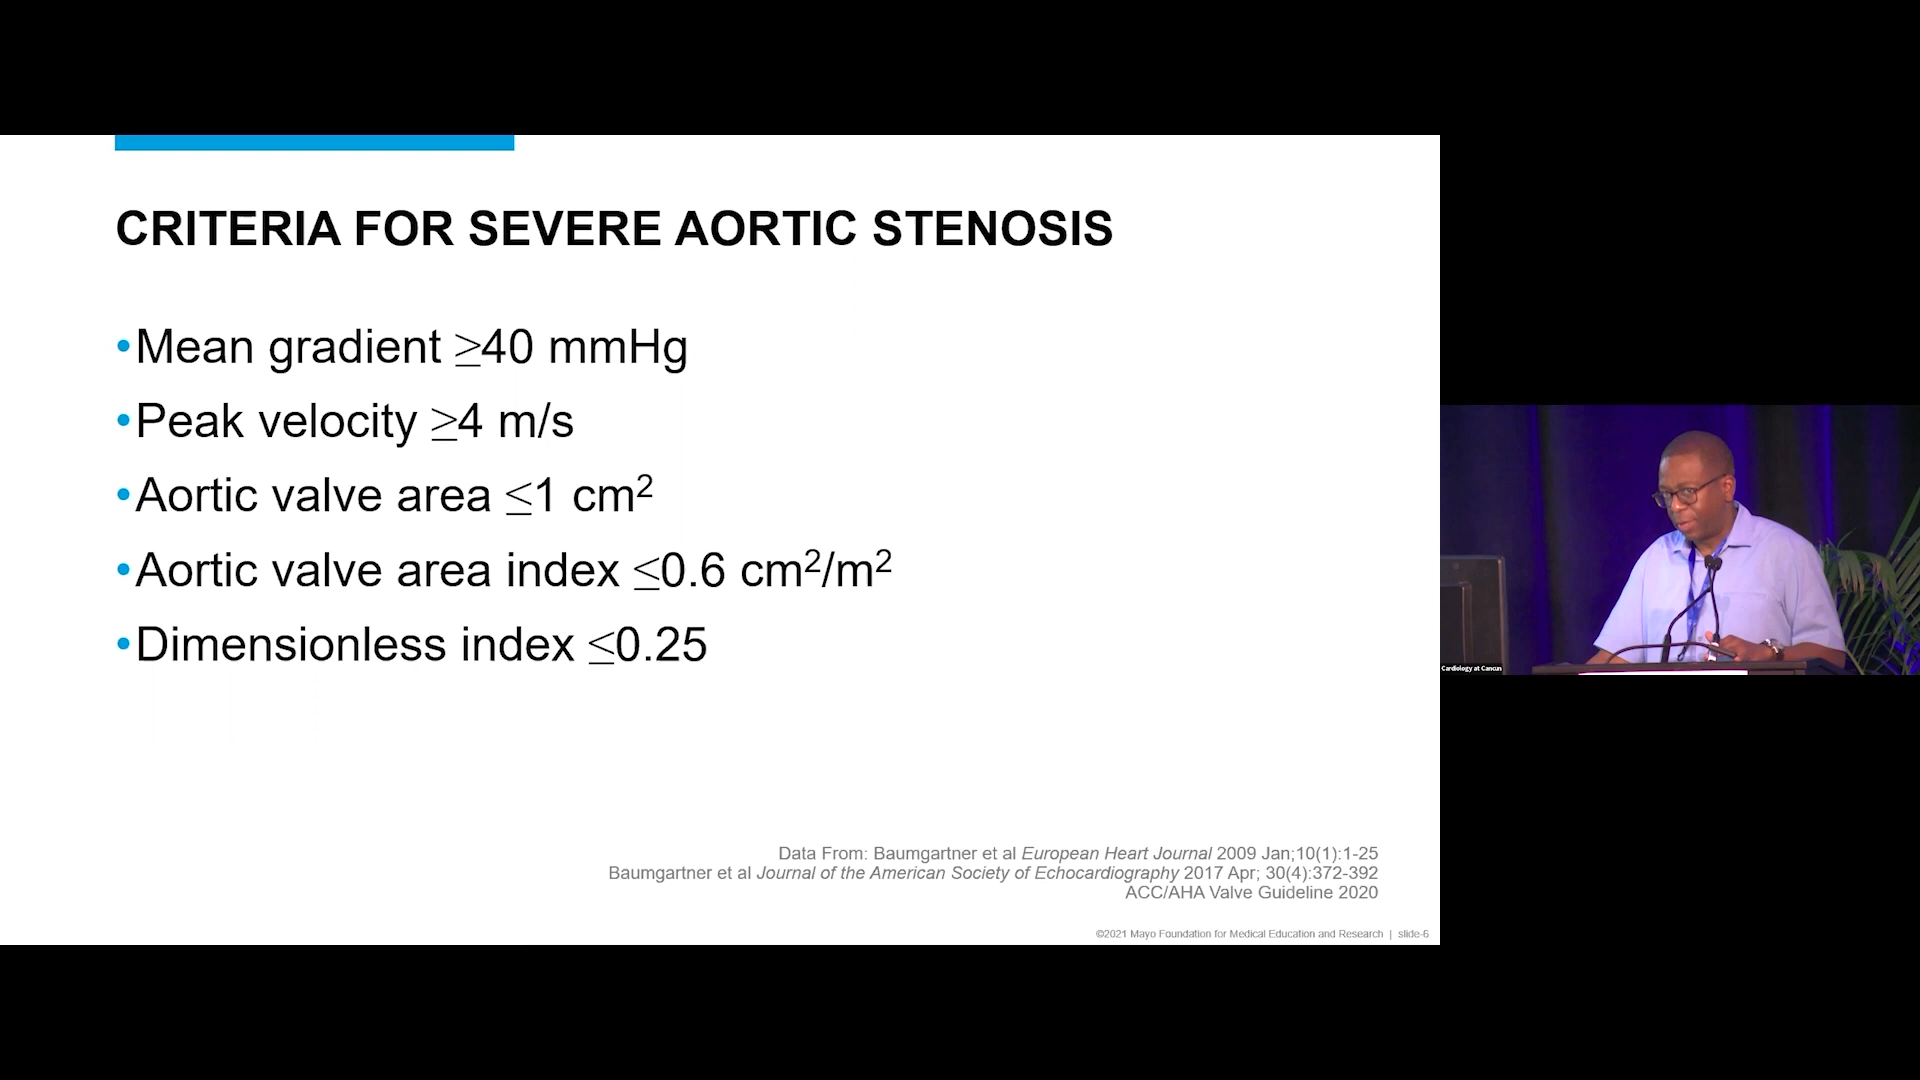 CRITERIA FOR SEVERE AORTIC STENOSIS
•Mean gradient ≥40 mmHg
•Peak velocity ≥4 m/s
•Aortic valve area ≤1 cm²
•Aortic valve area index ≤0.6 cm²/m²
•Dimensionless index ≤0.25
Data From: Baumgartner et al European Heart Journal 2009 Jan;10(1):1-25
Baumgartner et al Journal of the American Society of Echocardiography 2017 Apr; 30(4):372-392
ACC/AHA Valve Guideline 2020
©2021 Mayo Foundation for Medical Education and Research | slide-6
Cardiology at Cancun